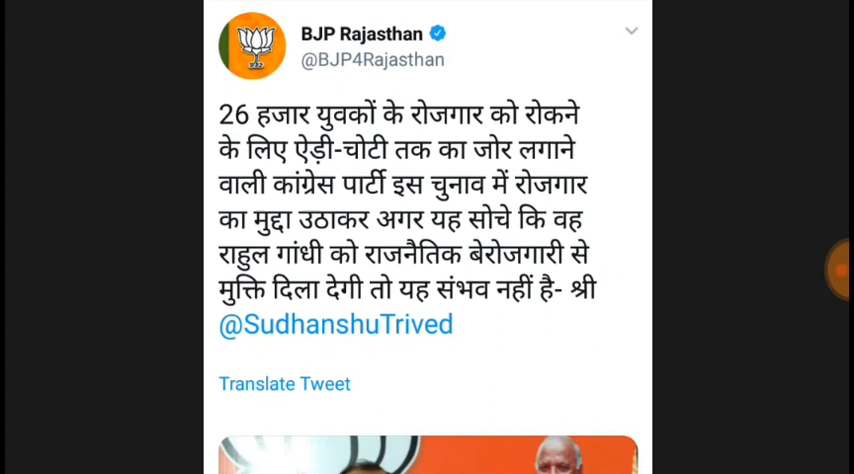 BJP Rajasthan
@BJP4Rajasthan
26 हजार युवकों के रोजगार को रोकने
के लिए ऐड़ी-चोटी तक का जोर लगाने
वाली कांग्रेस पार्टी इस चुनाव में रोजगार
का मुद्दा उठाकर अगर यह सोचे कि वह
राहुल गांधी को राजनैतिक बेरोजगारी से
मुक्ति दिला देगी तो यह संभव नहीं है- श्री
@SudhanshuTrived
Translate Tweet